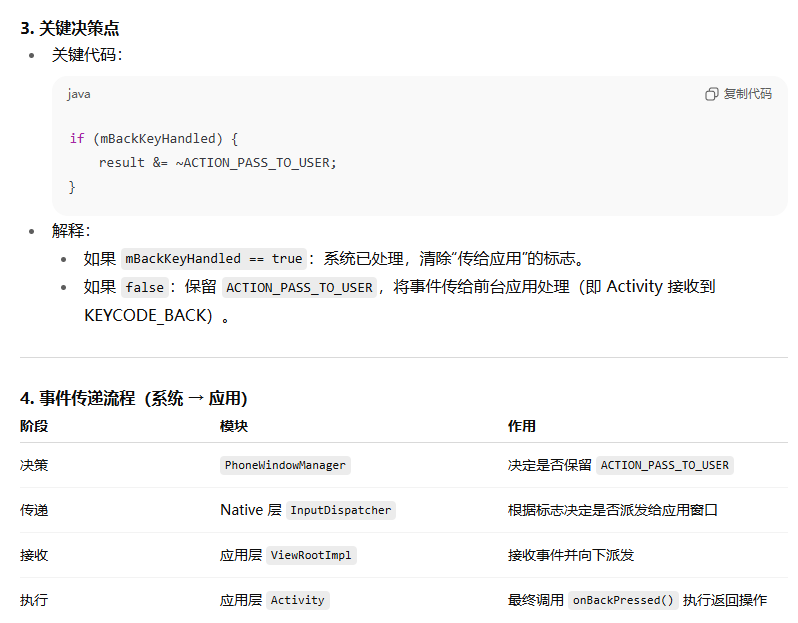 3. 关键决策点
• 关键代码：
java 复制代码
if (mBackKeyHandled) {
    result &= ~ACTION_PASS_TO_USER;
}
• 解释：
• 如果 mBackKeyHandled == true：系统已处理，清除“传给应用”的标志。
• 如果 false：保留 ACTION_PASS_TO_USER，将事件传给前台应用处理（即 Activity 接收到
KEYCODE_BACK）。
4. 事件传递流程（系统 → 应用）
阶段 模块 作用
决策 PhoneWindowManager 决定是否保留 ACTION_PASS_TO_USER
传递 Native 层 InputDispatcher 根据标志决定是否派发给应用窗口
接收 应用层 ViewRootImpl 接收事件并向下派发
执行 应用层 Activity 最终调用 onBackPressed() 执行返回操作